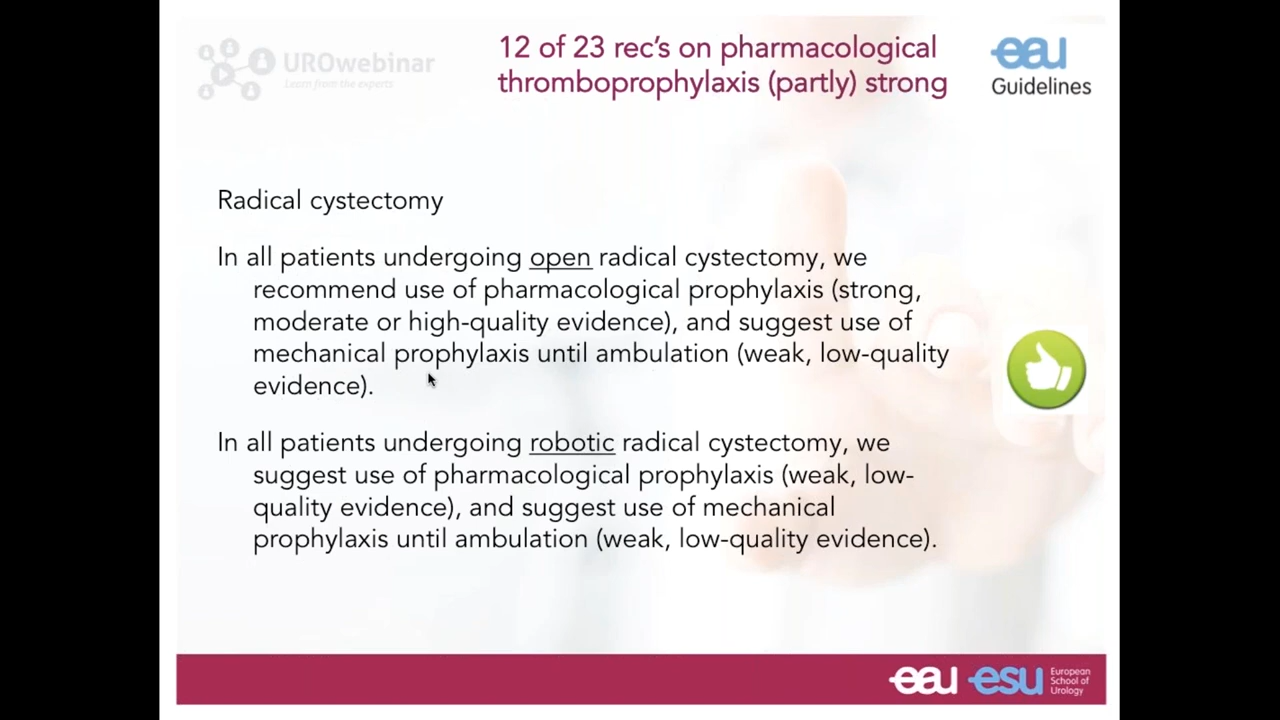 UROwebinar
Learn from the experts
12 of 23 rec's on pharmacological
thromboprophylaxis (partly) strong
eau
Guidelines
Radical cystectomy
In all patients undergoing open radical cystectomy, we
recommend use of pharmacological prophylaxis (strong,
moderate or high-quality evidence), and suggest use of
mechanical prophylaxis until ambulation (weak, low-quality
evidence).
In all patients undergoing robotic radical cystectomy, we
suggest use of pharmacological prophylaxis (weak, low-
quality evidence), and suggest use of mechanical
prophylaxis until ambulation (weak, low-quality evidence).
eau esu
European
School of
Urology